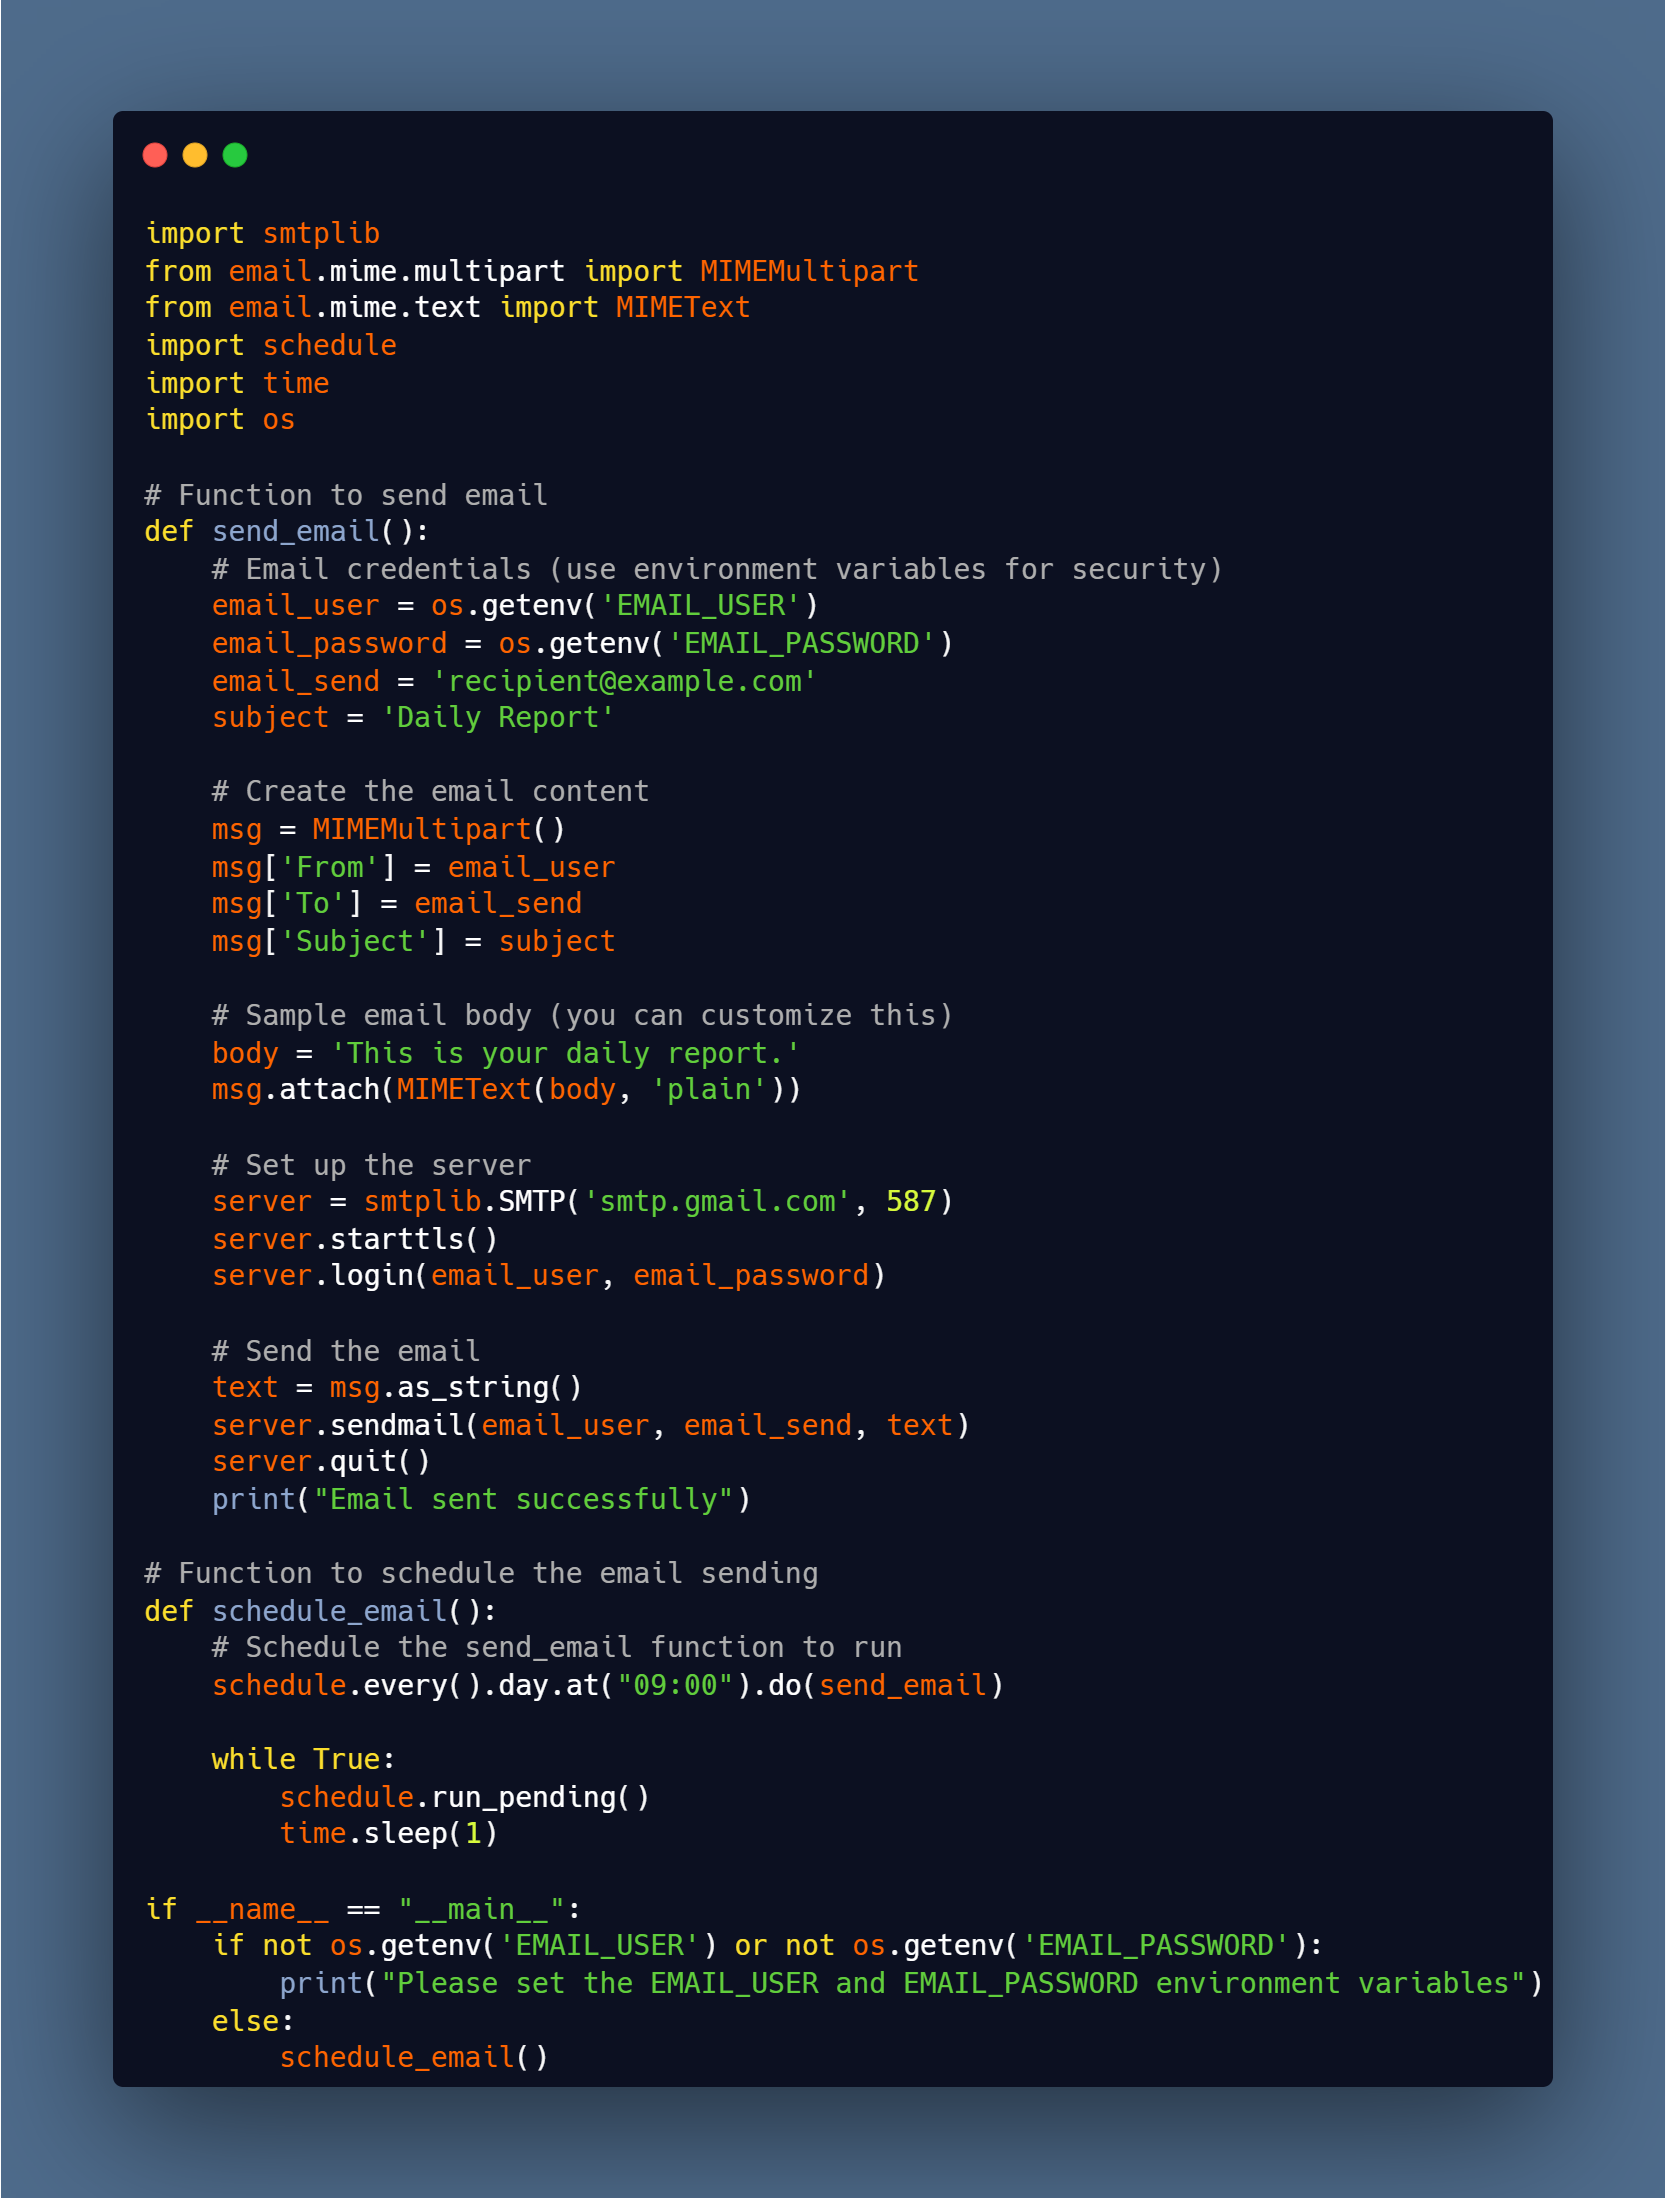 import smtplib
from email.mime.multipart import MIMEMultipart
from email.mime.text import MIMEText
import schedule
import time
import os

# Function to send email
def send_email():
    # Email credentials (use environment variables for security)
    email_user = os.getenv('EMAIL_USER')
    email_password = os.getenv('EMAIL_PASSWORD')
    email_send = 'recipient@example.com'
    subject = 'Daily Report'

    # Create the email content
    msg = MIMEMultipart()
    msg['From'] = email_user
    msg['To'] = email_send
    msg['Subject'] = subject

    # Sample email body (you can customize this)
    body = 'This is your daily report.'
    msg.attach(MIMEText(body, 'plain'))

    # Set up the server
    server = smtplib.SMTP('smtp.gmail.com', 587)
    server.starttls()
    server.login(email_user, email_password)

    # Send the email
    text = msg.as_string()
    server.sendmail(email_user, email_send, text)
    server.quit()
    print("Email sent successfully")

# Function to schedule the email sending
def schedule_email():
    # Schedule the send_email function to run
    schedule.every().day.at("09:00").do(send_email)

    while True:
        schedule.run_pending()
        time.sleep(1)

if __name__ == "__main__":
    if not os.getenv('EMAIL_USER') or not os.getenv('EMAIL_PASSWORD'):
        print("Please set the EMAIL_USER and EMAIL_PASSWORD environment variables")
    else:
        schedule_email()